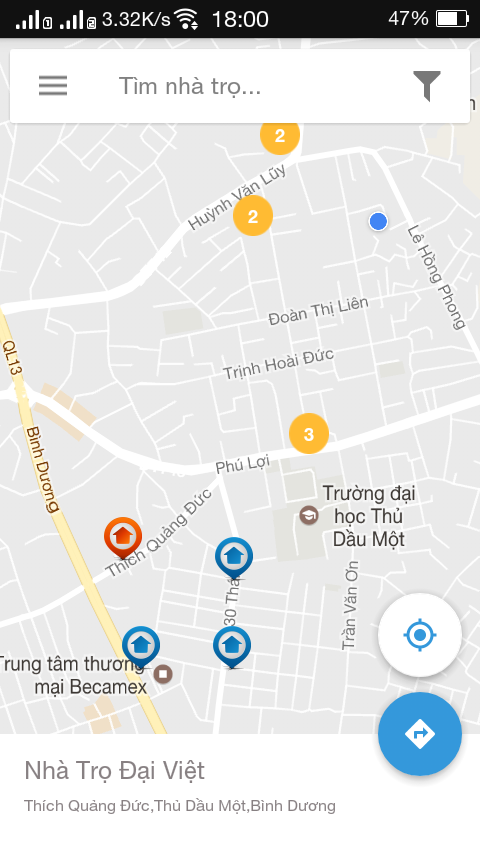 1 2 3.32K/s 18:00 47%
Tìm nhà trọ...
2
Huỳnh Văn Lũy
2
Lê Hồng Phong
Đoàn Thị Liên
QL13
Trịnh Hoài Đức
Bình Dương
3
Phú Lợi
Trường đại
học Thủ
Dầu Một
Thích Quảng Đức
30 Thá
Trần Văn Ơn
Trung tâm thương
mại Becamex
Nhà Trọ Đại Việt
Thích Quảng Đức,Thủ Dầu Một,Bình Dương